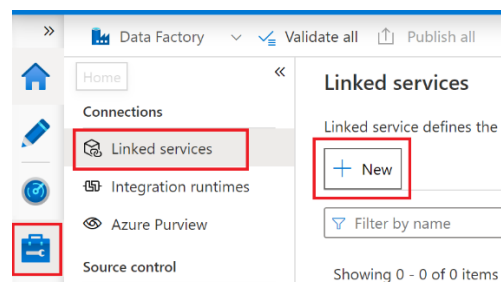 » Data Factory Validate all Publish all
Home «
Connections
Linked services
Integration runtimes
Azure Purview
Source control
Linked services
Linked service defines the
+ New
Filter by name
Showing 0 - 0 of 0 items